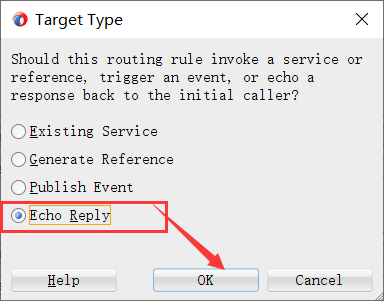 Target Type
Should this routing rule invoke a service or
reference, trigger an event, or echo a
response back to the initial caller?
Existing Service
Generate Reference
Publish Event
Echo Reply
Help
OK
Cancel